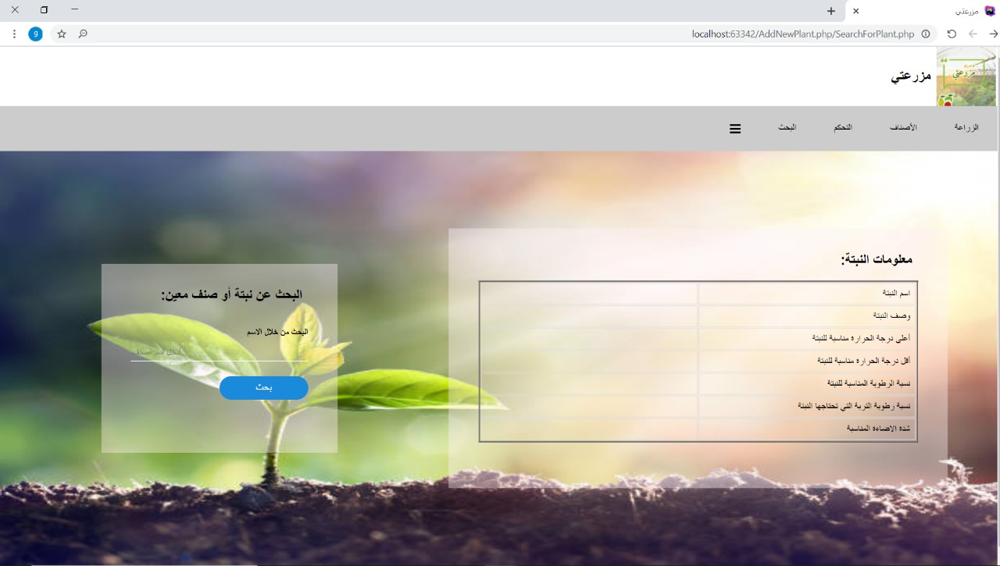 مزرعتي
localhost:63342/AddNewPlant.php/SearchForPlant.php
g
مزرعتي
مزرعتي
الزراعة
الأصناف
التحكم
البحث
معلومات النبتة:
اسم النبتة
وصف النبتة
أعلى درجة الحرارة مناسبة للنبتة
أقل درجة الحرارة مناسبة للنبتة
نسبة الرطوبة المناسبة للنبتة
نسبة رطوبة التربة التي تحتاجها النبتة
شدة الاضاءة المناسبة
البحث عن نبتة أو صنف معين:
البحث من خلال الاسم
أدخل اسم
بحث